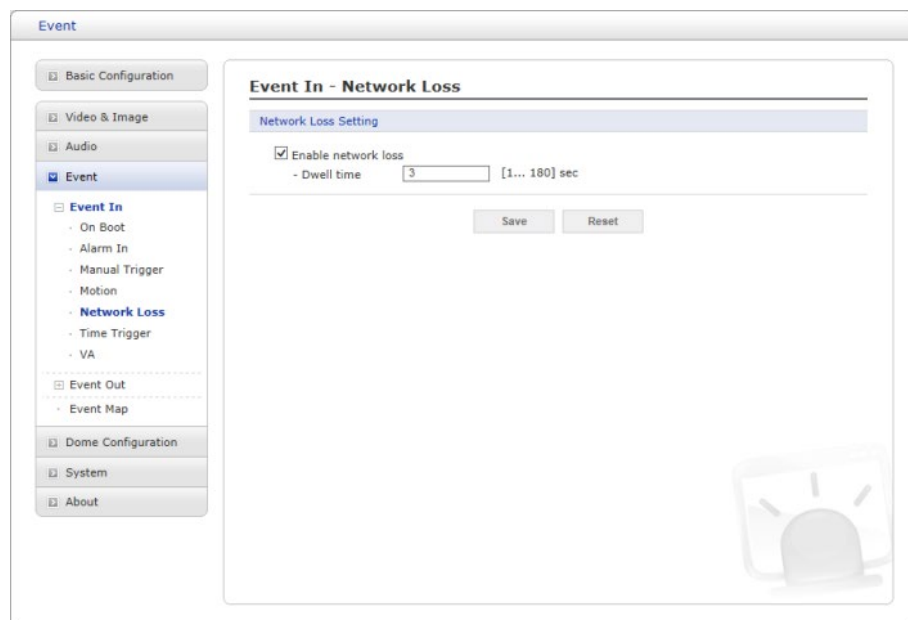 Event
Basic Configuration
Video & Image
Audio
Event
Event In
· On Boot
· Alarm In
· Manual Trigger
· Motion
· Network Loss
· Time Trigger
· VA
Event Out
· Event Map
Dome Configuration
System
About
Event In - Network Loss
Network Loss Setting
Enable network loss
- Dwell time 3 [1... 180] sec
Save Reset